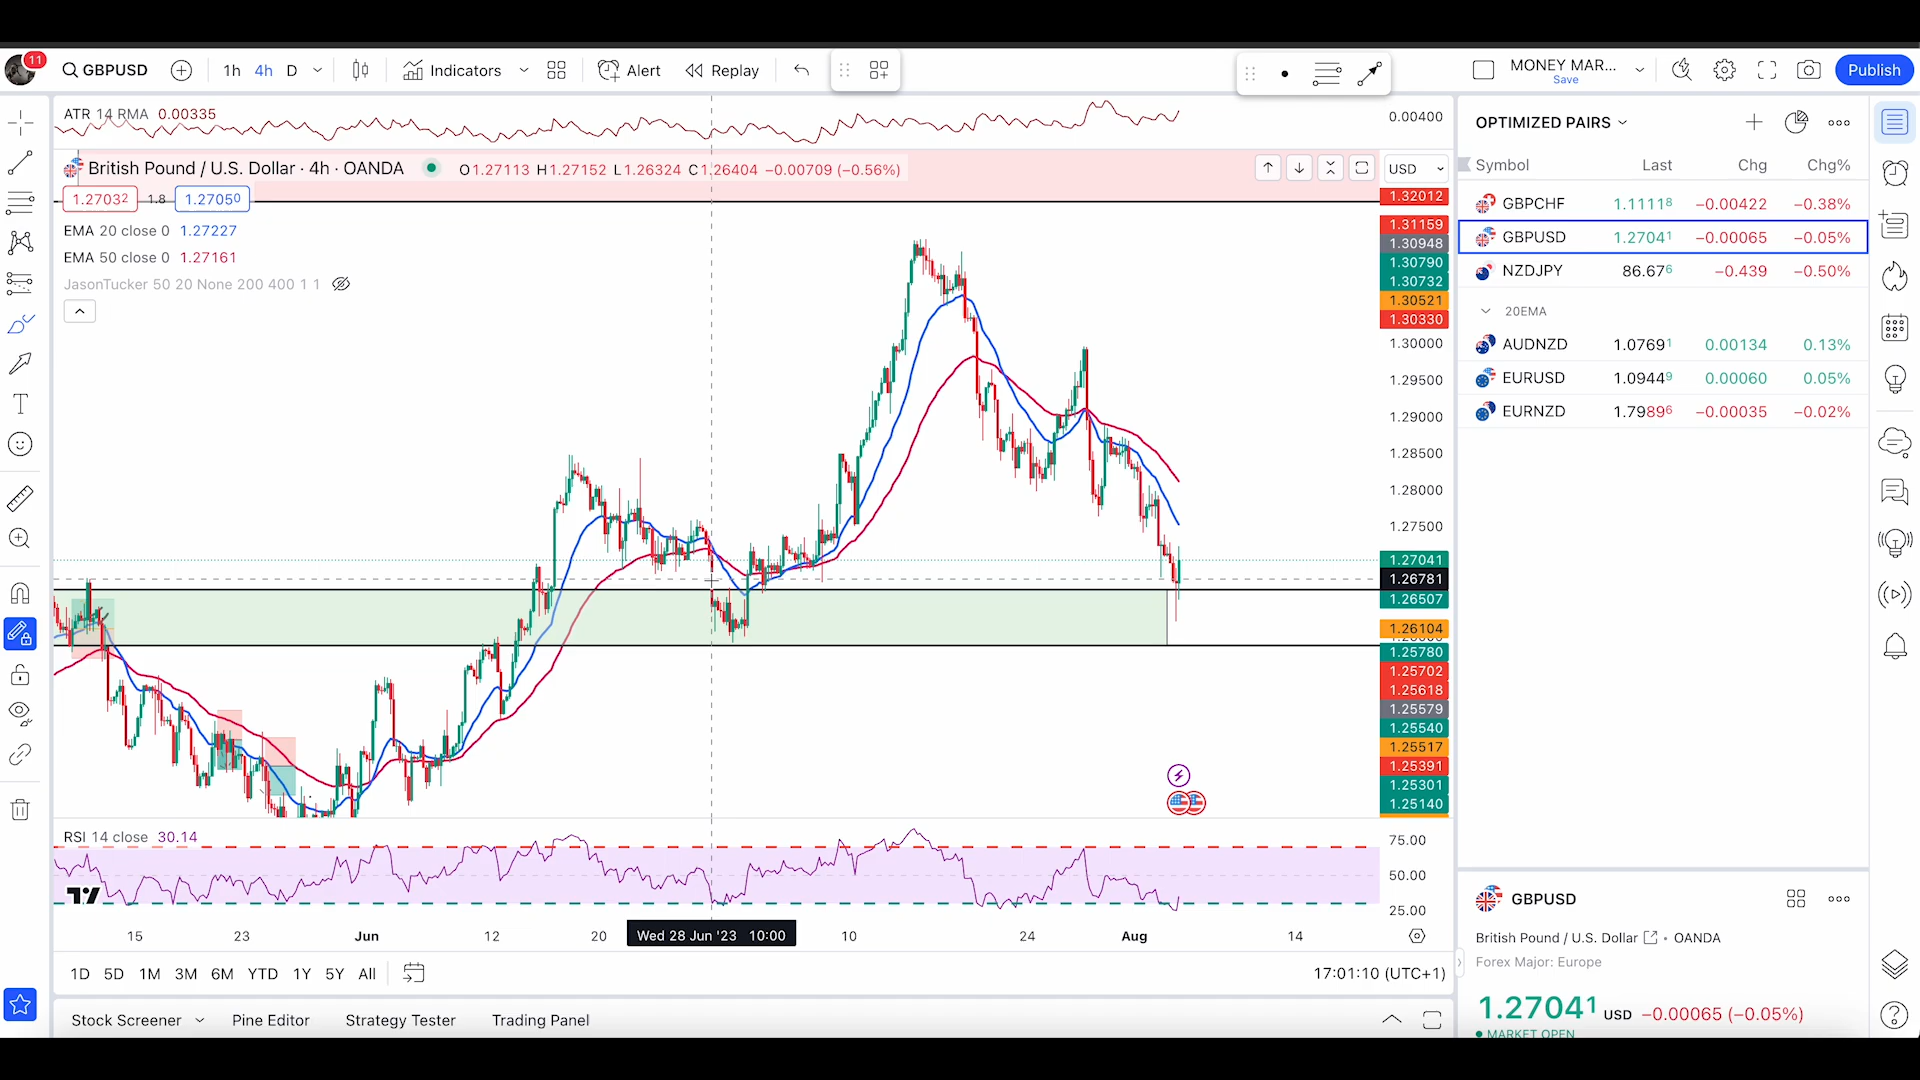 11
GBPUSD
1h 4h D
Indicators
Alert
Replay
MONEY MAR...
Save
Publish
ATR 14 RMA 0.00335
0.00400
British Pound / U.S. Dollar · 4h · OANDA
O1.27113 H1.27152 L1.26324 C1.26404 −0.00709 (−0.56%)
USD
1.27032 1.8 1.27050
EMA 20 close 0 1.27227
EMA 50 close 0 1.27161
JasonTucker 50 20 None 200 400 1 1
1.32012
1.31159
1.30948
1.30790
1.30732
1.30521
1.30330
1.30000
1.29500
1.29000
1.28500
1.28000
1.27500
1.27041
1.26781
1.26507
1.26104
1.25780
1.25702
1.25618
1.25579
1.25540
1.25517
1.25391
1.25301
1.25140
RSI 14 close 30.14
75.00
50.00
25.00
15 23 Jun 12 20 Wed 28 Jun '23 10:00 10 24 Aug 14
1D 5D 1M 3M 6M YTD 1Y 5Y All
17:01:10 (UTC+1)
Stock Screener Pine Editor Strategy Tester Trading Panel
OPTIMIZED PAIRS
Symbol Last Chg Chg%
GBPCHF 1.11118 −0.00422 −0.38%
GBPUSD 1.27041 −0.00065 −0.05%
NZDJPY 86.676 −0.439 −0.50%
20EMA
AUDNZD 1.07691 0.00134 0.13%
EURUSD 1.09449 0.00060 0.05%
EURNZD 1.79896 −0.00035 −0.02%
GBPUSD
British Pound / U.S. Dollar · OANDA
Forex Major: Europe
1.27041 USD −0.00065 (−0.05%)
MARKET OPEN